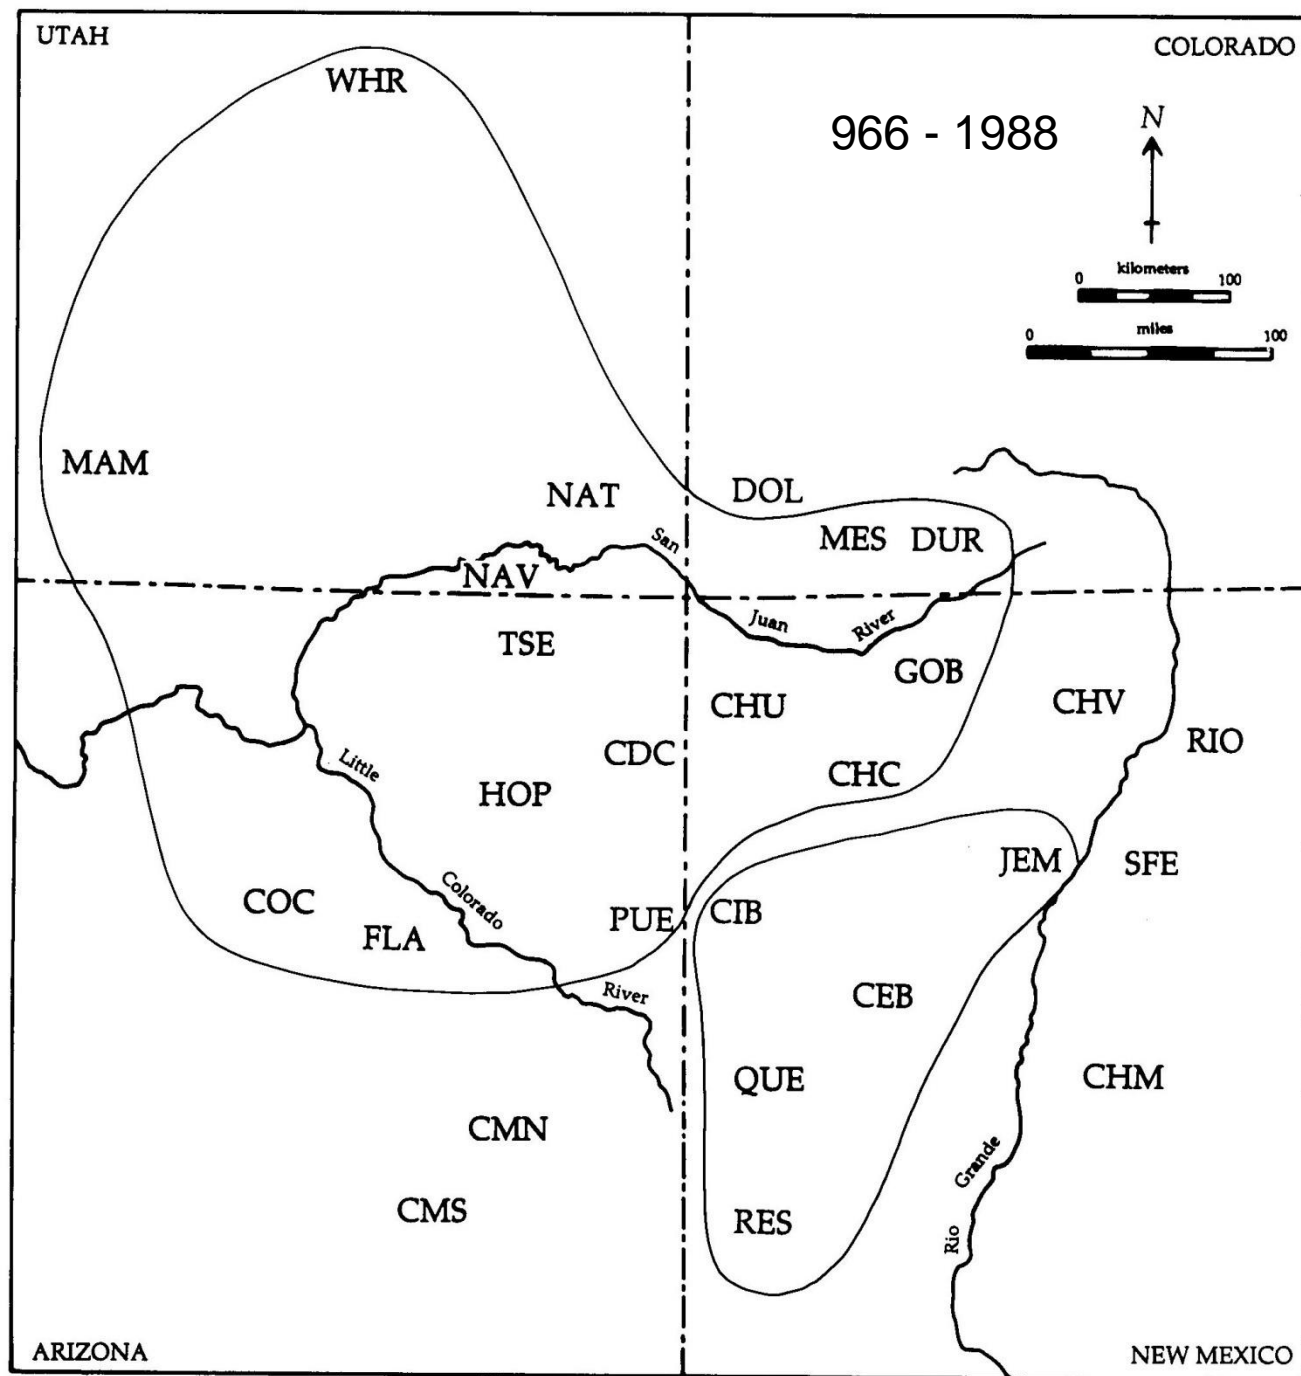 UTAH
COLORADO
WHR
966 - 1988
N
0 kilometers 100
0 miles 100
MAM
NAT
DOL
San
MES DUR
NAV
Juan
River
TSE
GOB
CHU
CHV
CDC
RIO
Little
HOP
CHC
JEM
SFE
COC
Colorado
PUE
CIB
FLA
River
CEB
QUE
CHM
CMN
Grande
CMS
RES
Rio
ARIZONA
NEW MEXICO